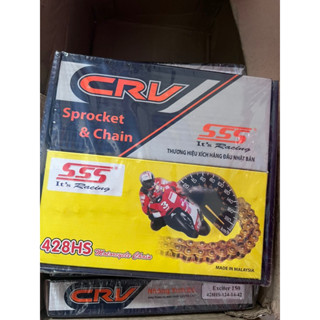 CRV
Sprocket
& Chain
SSS
It's Racing
THƯƠNG HIỆU XÍCH HÀNG ĐẦU NHẬT BẢN
SSS
It's Racing
428HS
MADE IN MALAYSIA
CRV
Exciter 150